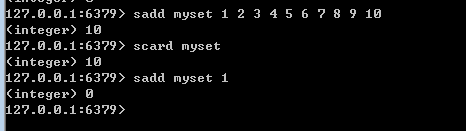 127.0.0.1:6379> sadd myset 1 2 3 4 5 6 7 8 9 10
(integer) 10
127.0.0.1:6379> scard myset
(integer) 10
127.0.0.1:6379> sadd myset 1
(integer) 0
127.0.0.1:6379>